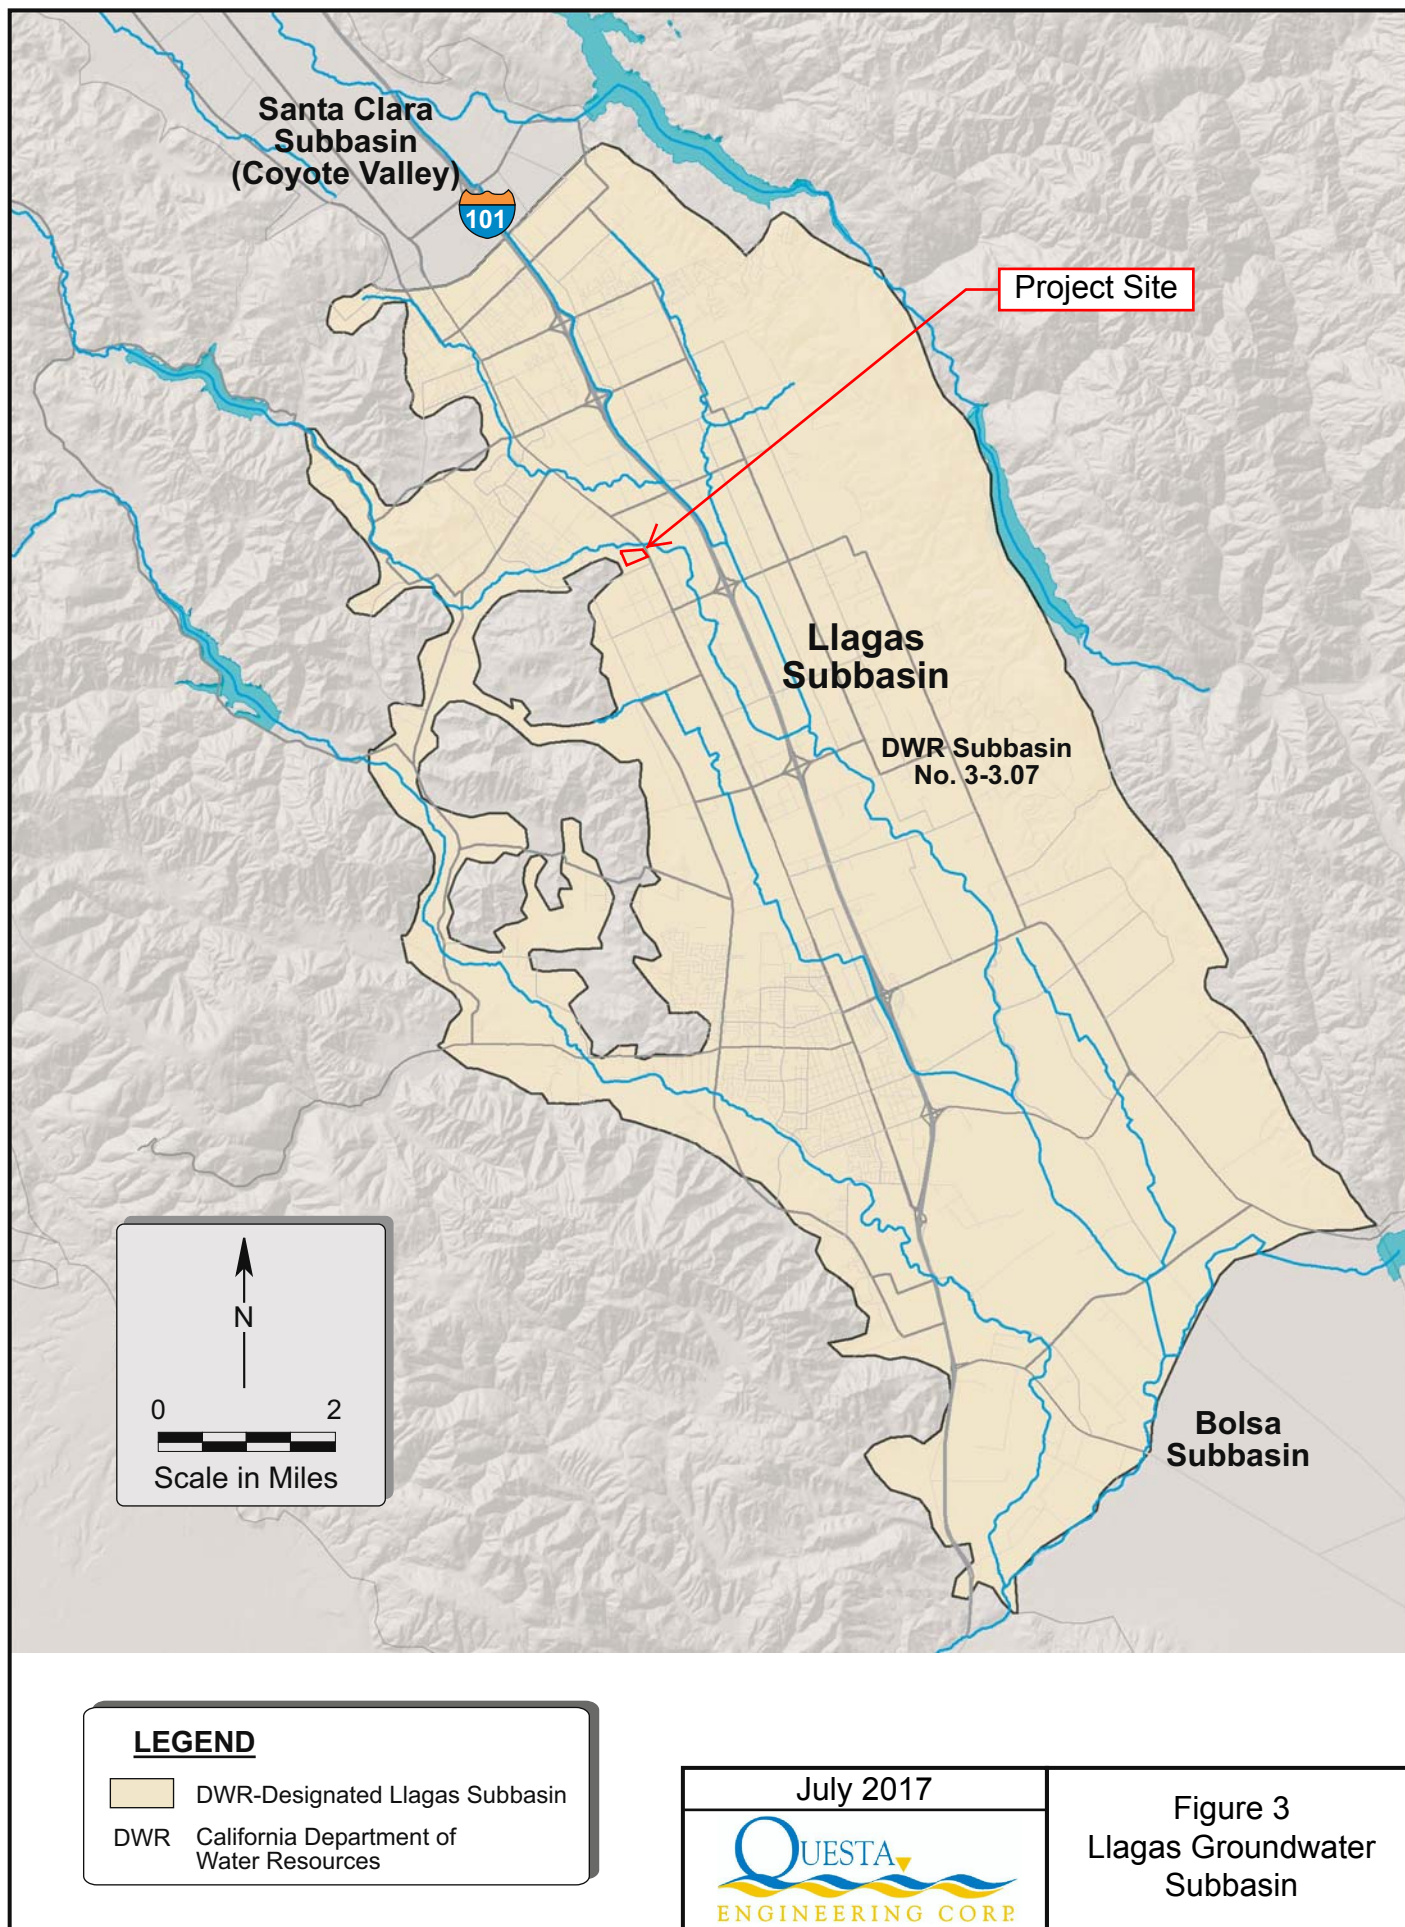 Santa Clara
Subbasin
(Coyote Valley)
101
Project Site
Llagas
Subbasin
DWR Subbasin
No. 3-3.07
N
0 2
Scale in Miles
Bolsa
Subbasin
LEGEND
DWR-Designated Llagas Subbasin
DWR California Department of
Water Resources
July 2017
QUESTA
ENGINEERING CORP.
Figure 3
Llagas Groundwater
Subbasin